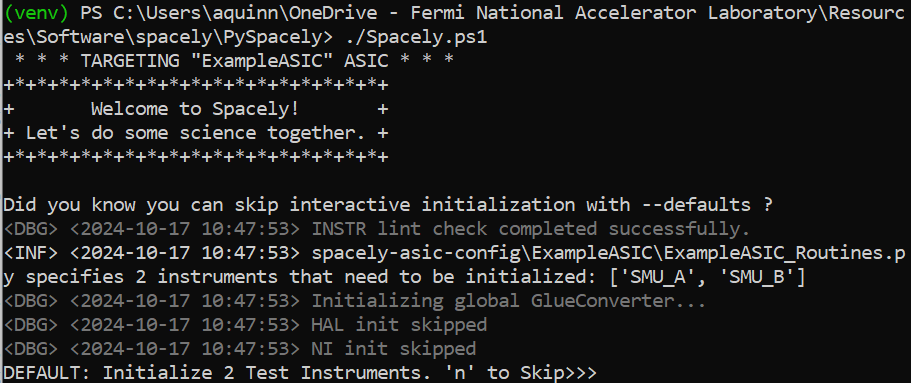 (venv) PS C:\Users\aquinn\OneDrive - Fermi National Accelerator Laboratory\Resourc
es\Software\spacely\PySpacely> ./Spacely.ps1
 * * * TARGETING "ExampleASIC" ASIC * * *
+*+*+*+*+*+*+*+*+*+*+*+*+*+*+*+*+*+
+       Welcome to Spacely!       +
+ Let's do some science together. +
+*+*+*+*+*+*+*+*+*+*+*+*+*+*+*+*+*+

Did you know you can skip interactive initialization with --defaults ?
<DBG> <2024-10-17 10:47:53> INSTR lint check completed successfully.
<INF> <2024-10-17 10:47:53> spacely-asic-config\ExampleASIC\ExampleASIC_Routines.p
y specifies 2 instruments that need to be initialized: ['SMU_A', 'SMU_B']
<DBG> <2024-10-17 10:47:53> Initializing global GlueConverter...
<DBG> <2024-10-17 10:47:53> HAL init skipped
<DBG> <2024-10-17 10:47:53> NI init skipped
DEFAULT: Initialize 2 Test Instruments. 'n' to Skip>>>